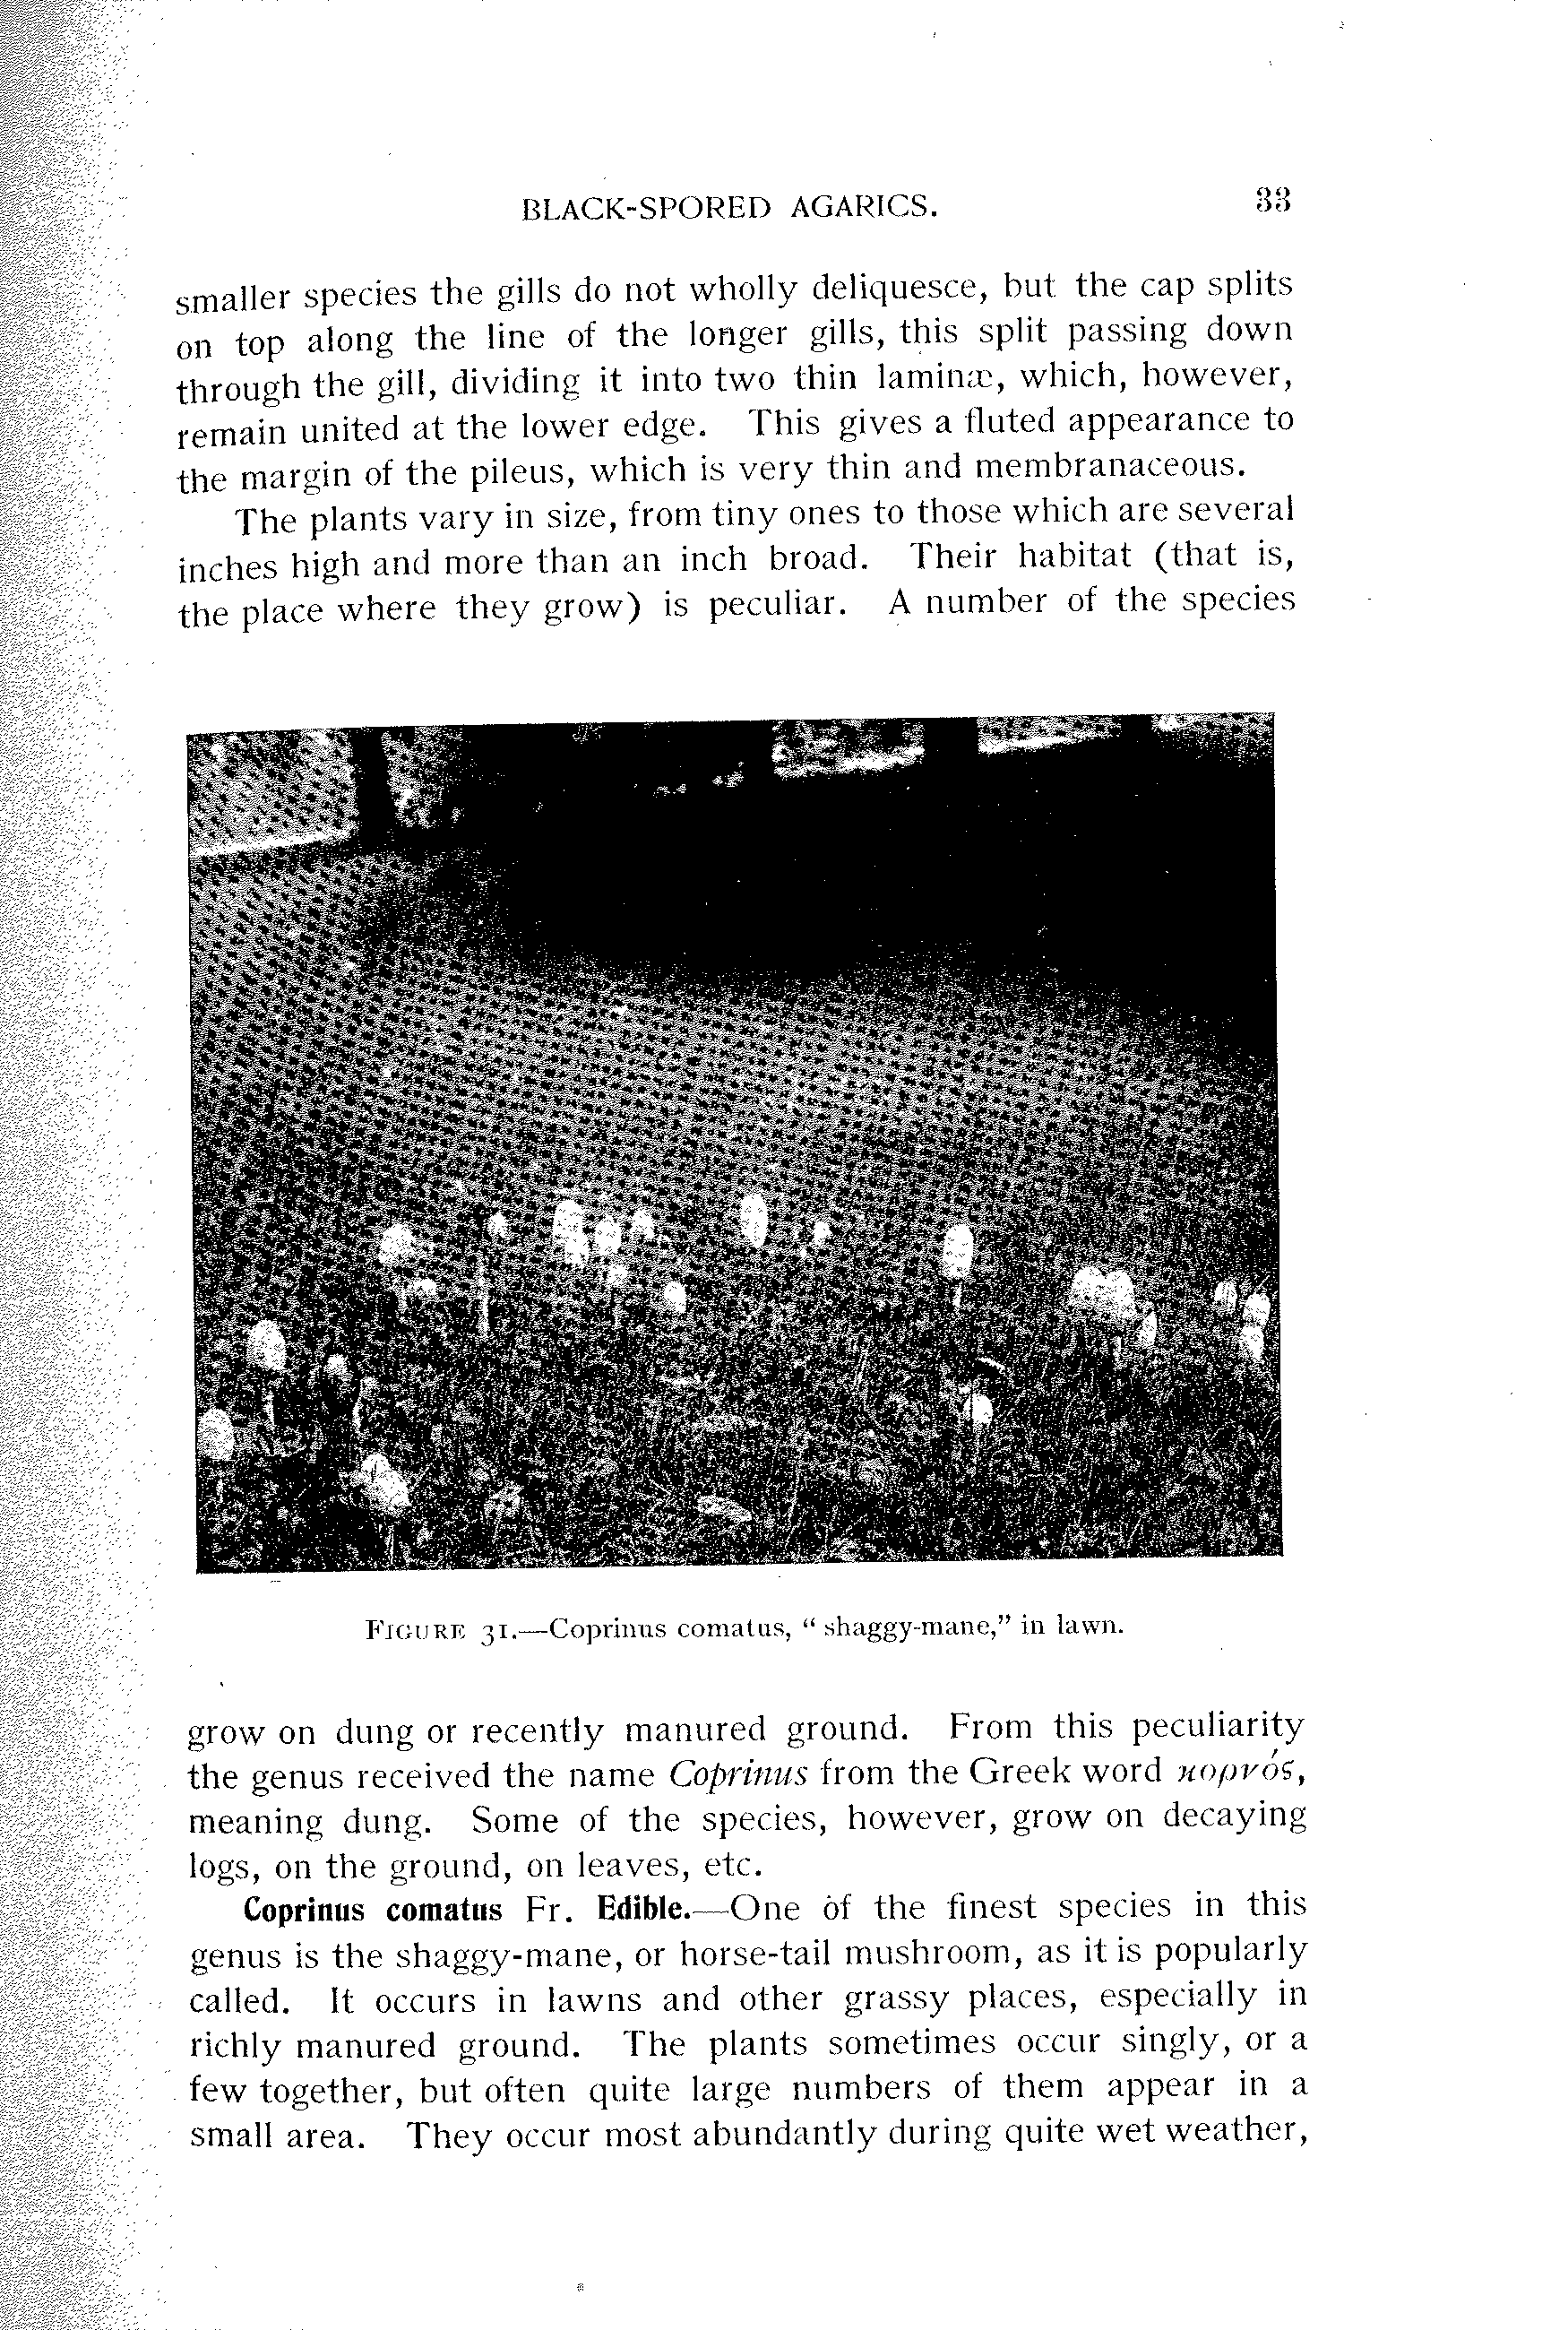 BLACK-SPORED AGARICS. 33
smaller species the gills do not wholly deliquesce, but the cap splits
on top along the line of the longer gills, this split passing down
through the gill, dividing it into two thin laminæ, which, however,
remain united at the lower edge. This gives a fluted appearance to
the margin of the pileus, which is very thin and membranaceous.
The plants vary in size, from tiny ones to those which are several
inches high and more than an inch broad. Their habitat (that is,
the place where they grow) is peculiar. A number of the species
FIGURE 31.—Coprinus comatus, “ shaggy-mane,” in lawn.
grow on dung or recently manured ground. From this peculiarity
the genus received the name Coprinus from the Greek word κοπρós,
meaning dung. Some of the species, however, grow on decaying
logs, on the ground, on leaves, etc.
Coprinus comatus Fr. Edible.—One of the finest species in this
genus is the shaggy-mane, or horse-tail mushroom, as it is popularly
called. It occurs in lawns and other grassy places, especially in
richly manured ground. The plants sometimes occur singly, or a
few together, but often quite large numbers of them appear in a
small area. They occur most abundantly during quite wet weather,